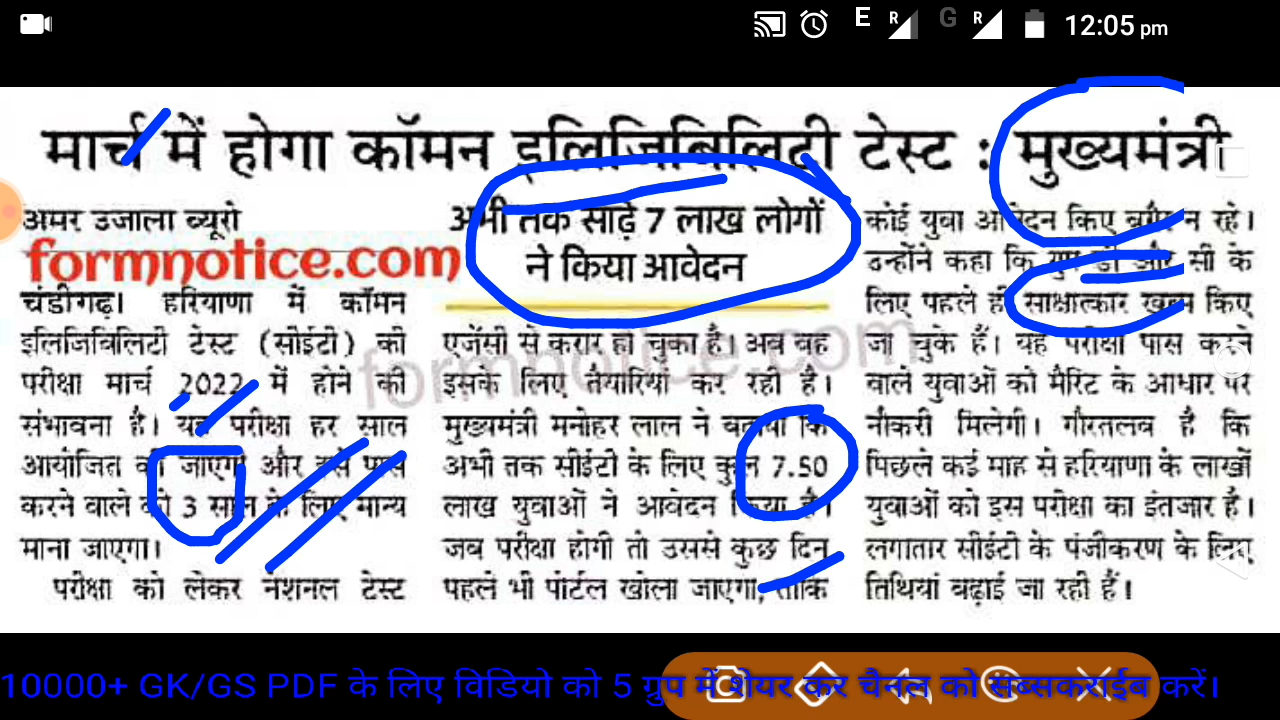 E R G R 12:05 pm
मार्च में होगा कॉमन इलिजिबिलिटी टेस्ट : मुख्यमंत्री
अमर उजाला ब्यूरो
formnotice.com
चंडीगढ़। हरियाणा में कॉमन
इलिजिबिलिटी टेस्ट (सीईटी) की
परीक्षा मार्च 2022 में होने की
संभावना है। यह परीक्षा हर साल
आयोजित की जाएगी और इसे पास
करने वाले को 3 साल के लिए मान्य
माना जाएगा।
परीक्षा को लेकर नेशनल टेस्ट
अभी तक साढ़े 7 लाख लोगों
ने किया आवेदन
एजेंसी से करार हो चुका है। अब वह
इसके लिए तैयारियां कर रही है।
मुख्यमंत्री मनोहर लाल ने बताया कि
अभी तक सीईटी के लिए कुल 7.50
लाख युवाओं ने आवेदन किया है।
जब परीक्षा होगी तो उससे कुछ दिन
पहले भी पोर्टल खोला जाएगा, ताकि
कोई युवा आवेदन किए बगैर न रहे।
उन्होंने कहा कि ग्रुप डी और सी के
लिए पहले ही साक्षात्कार खत्म किए
जा चुके हैं। यह परीक्षा पास करने
वाले युवाओं को मैरिट के आधार पर
नौकरी मिलेगी। गौरतलब है कि
पिछले कई माह से हरियाणा के लाखों
युवाओं को इस परीक्षा का इंतजार है।
लगातार सीईटी के पंजीकरण के लिए
तिथियां बढ़ाई जा रही हैं।
formnotice.com
10000+ GK/GS PDF के लिए विडियो को 5 ग्रुप में शेयर कर चैनल को सब्सक्राईब करें।